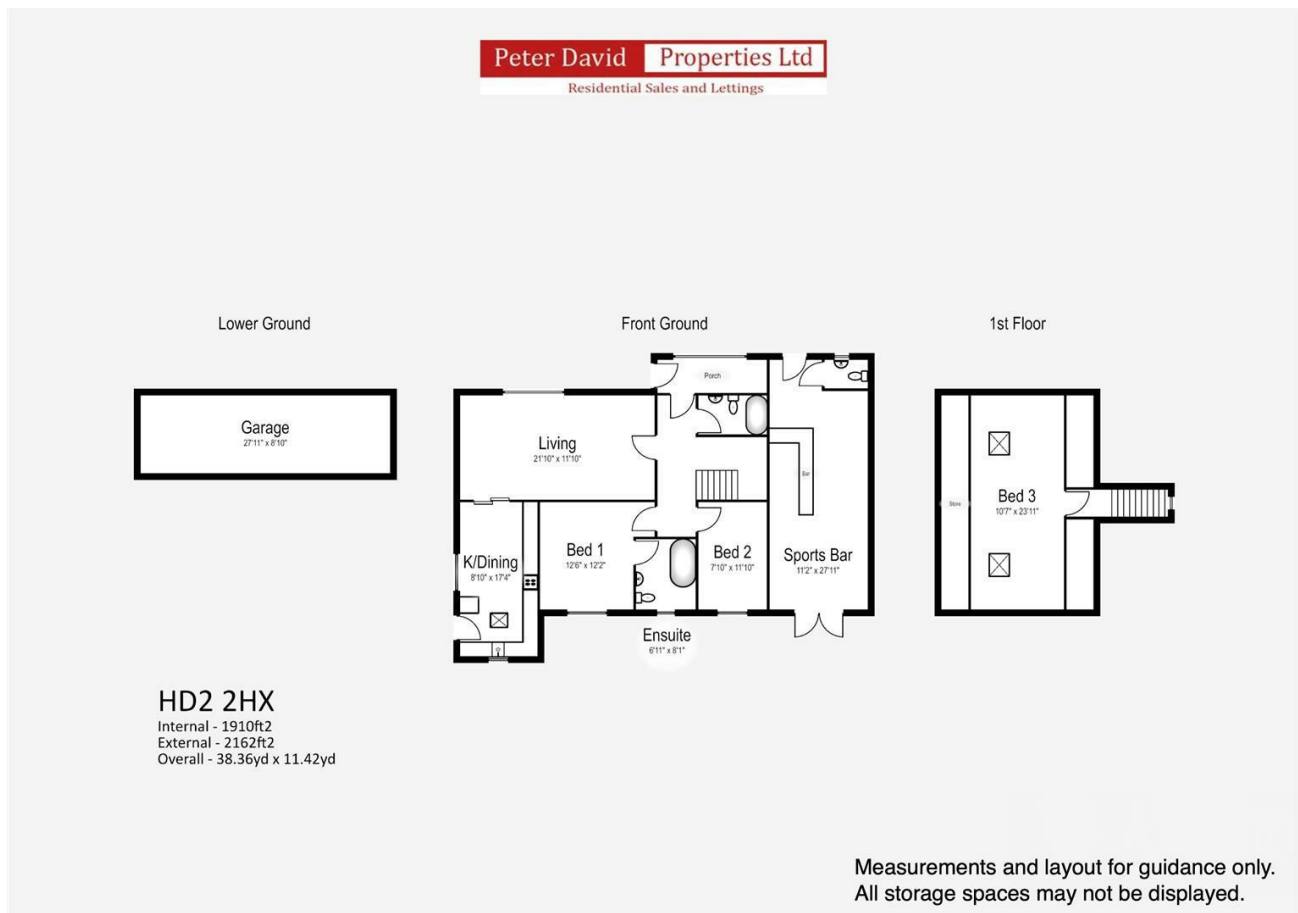 Peter David Properties Ltd
Residential Sales and Lettings
Lower Ground
Front Ground
1st Floor
Garage
27'11" x 8'10"
Porch
Living
21'10" x 11'10"
Bar
K/Dining
8'10" x 17'4"
Bed 1
12'6" x 12'2"
Bed 2
7'10" x 11'10"
Sports Bar
11'2" x 27'11"
Ensuite
6'11" x 8'1"
Store
Bed 3
10'7" x 23'11"
HD2 2HX
Internal - 1910ft2
External - 2162ft2
Overall - 38.36yd x 11.42yd
Measurements and layout for guidance only.
All storage spaces may not be displayed.